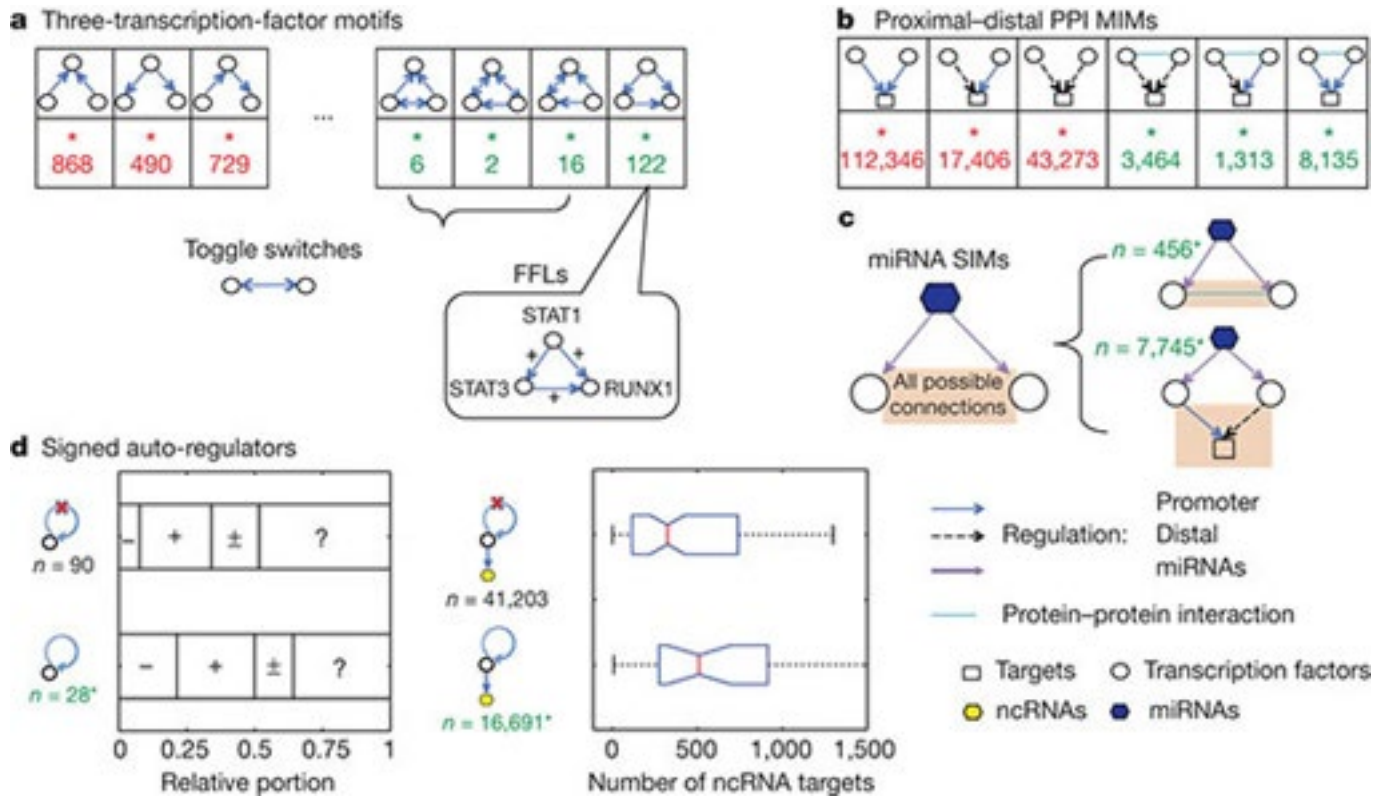 a Three-transcription-factor motifs
* * * ... * * * *
868 490 729 6 2 16 122
Toggle switches
FFLs
STAT1
+ +
STAT3 RUNX1
+
b Proximal–distal PPI MIMs
* * * * * *
112,346 17,406 43,273 3,464 1,313 8,135
c
miRNA SIMs
All possible
connections
n = 456*
n = 7,745*
d Signed auto-regulators
n = 90
– + ± ?
n = 28*
– + ± ?
0 0.25 0.5 0.75 1
Relative portion
n = 41,203
n = 16,691*
0 500 1,000 1,500
Number of ncRNA targets
Promoter
Regulation: Distal
miRNAs
Protein–protein interaction
Targets Transcription factors
ncRNAs miRNAs